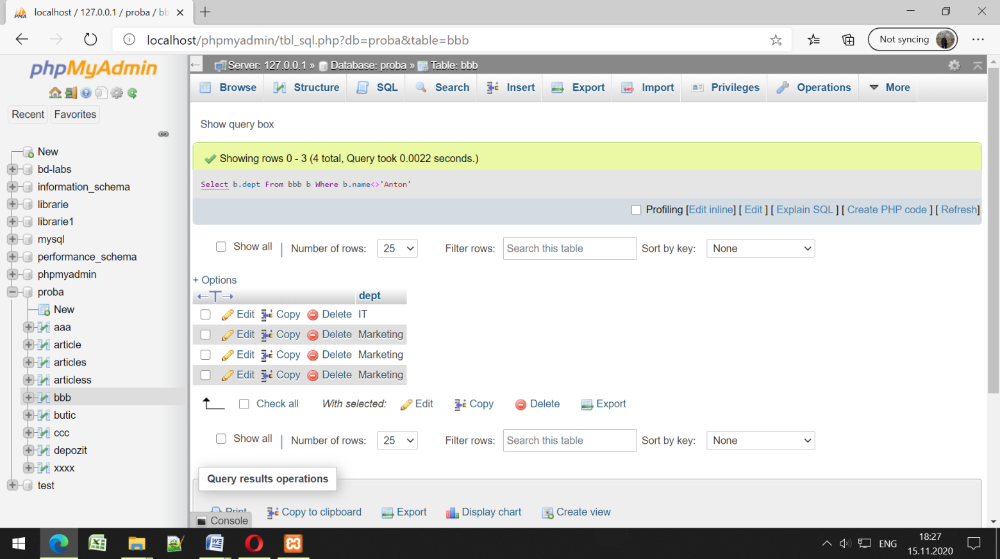 localhost / 127.0.0.1 / proba / bb
localhost/phpmyadmin/tbl_sql.php?db=proba&table=bbb
Not syncing
phpMyAdmin
Recent
Favorites
New
bd-labs
information_schema
librarie
librarie1
mysql
performance_schema
phpmyadmin
proba
New
aaa
article
articles
articless
bbb
butic
ccc
depozit
xxxx
test
Server: 127.0.0.1 » Database: proba » Table: bbb
Browse Structure SQL Search Insert Export Import Privileges Operations More
Show query box
Showing rows 0 - 3 (4 total, Query took 0.0022 seconds.)
Select b.dept From bbb b Where b.name<>'Anton'
Profiling [Edit inline] [ Edit ] [ Explain SQL ] [ Create PHP code ] [ Refresh]
Show all | Number of rows: 25 Filter rows: Search this table Sort by key: None
+ Options
←T→ dept
Edit Copy Delete IT
Edit Copy Delete Marketing
Edit Copy Delete Marketing
Edit Copy Delete Marketing
Check all With selected: Edit Copy Delete Export
Show all | Number of rows: 25 Filter rows: Search this table Sort by key: None
Query results operations
Print Copy to clipboard Export Display chart Create view
Console
ENG
18:27
15.11.2020